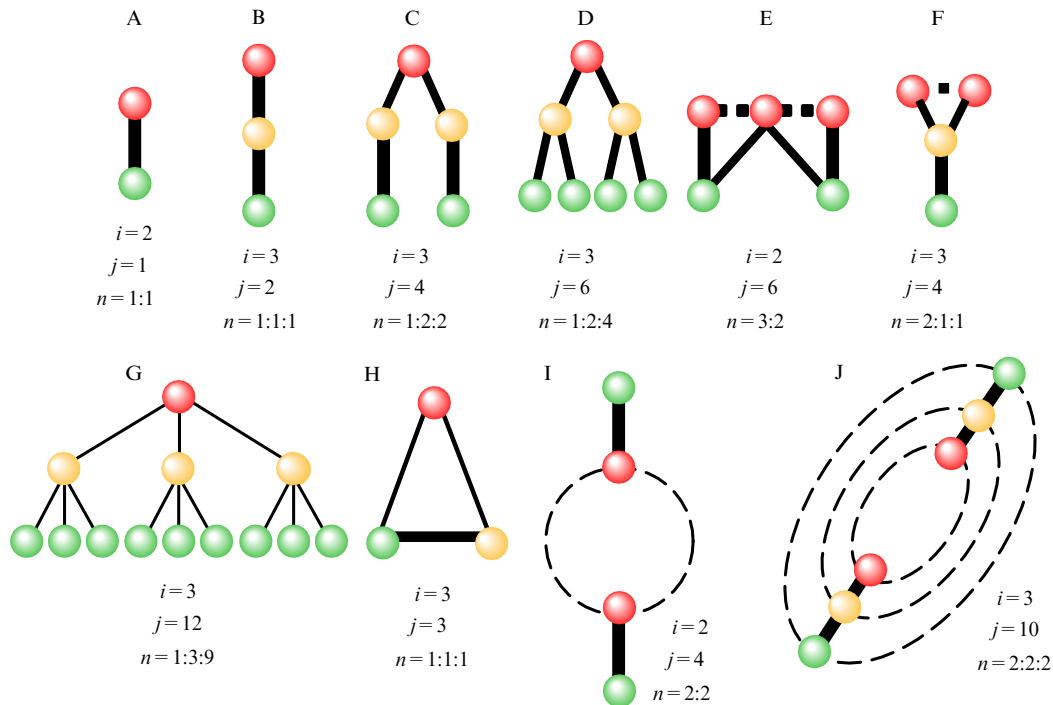 A
B
C
D
E
F
i = 2
j = 1
n = 1:1
i = 3
j = 2
n = 1:1:1
i = 3
j = 4
n = 1:2:2
i = 3
j = 6
n = 1:2:4
i = 2
j = 6
n = 3:2
i = 3
j = 4
n = 2:1:1
G
H
I
J
i = 3
j = 12
n = 1:3:9
i = 3
j = 3
n = 1:1:1
i = 2
j = 4
n = 2:2
i = 3
j = 10
n = 2:2:2